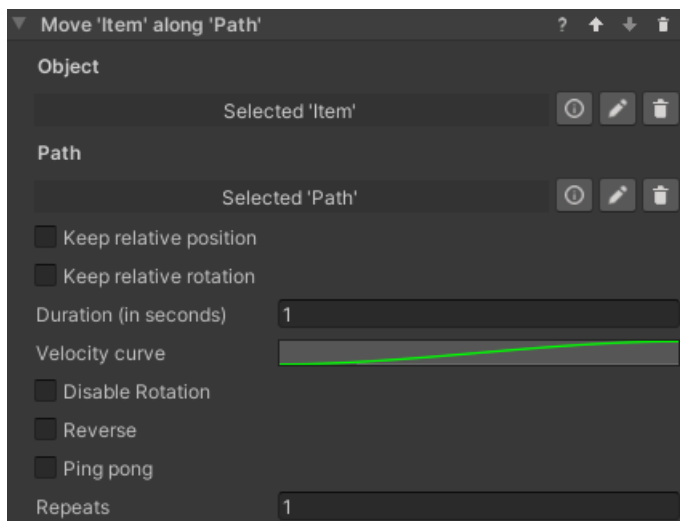 Move 'Item' along 'Path' ?
Object
Selected 'Item'
Path
Selected 'Path'
Keep relative position
Keep relative rotation
Duration (in seconds) 1
Velocity curve
Disable Rotation
Reverse
Ping pong
Repeats 1